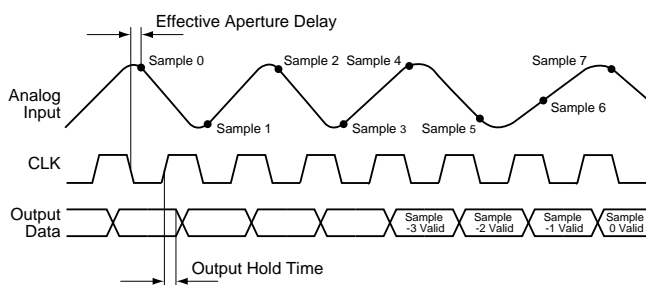 Effective Aperture Delay
Sample 0
Sample 2
Sample 4
Sample 7
Analog
Input
Sample 1
Sample 3
Sample 5
Sample 6
CLK
Output
Data
Sample
-3 Valid
Sample
-2 Valid
Sample
-1 Valid
Sample
0 Valid
Output Hold Time